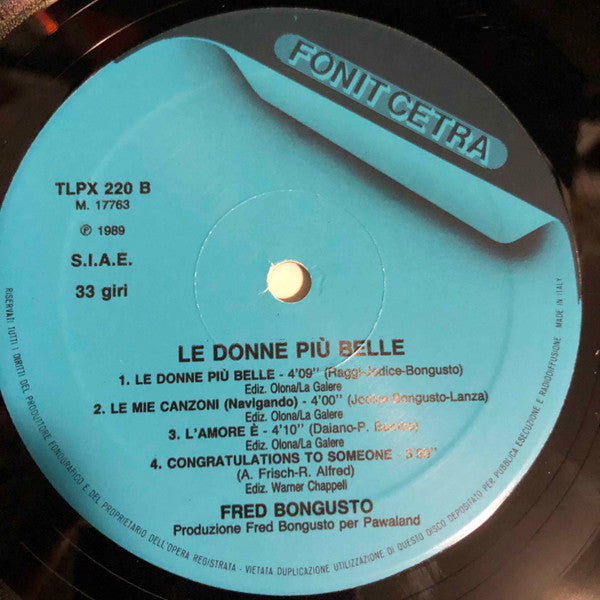 FONIT CETRA
TLPX 220 B
M. 17763
℗ 1989
S.I.A.E.
33 giri
LE DONNE PIÙ BELLE
1. LE DONNE PIÙ BELLE - 4'09" (Raggi-Jodice-Bongusto)
Ediz. Olona/La Galere
2. LE MIE CANZONI (Navigando) - 4'00" (Jodice-Bongusto-Lanza)
Ediz. Olona/La Galere
3. L'AMORE È - 4'10" (Daiano-P.
Ediz. Olona/La Galere
4. CONGRATULATIONS TO SOMEONE -
(A. Frisch-R. Alfred)
Ediz. Warner Chappell
FRED BONGUSTO
Produzione Fred Bongusto per Pawaland
RISERVATI TUTTI I DIRITTI DEL PRODUTTORE FONOGRAFICO E DEL PROPRIETARIO DELL'OPERA REGISTRATA - VIETATA DUPLICAZIONE UTILIZZAZIONE DI QUESTO DISCO DEPOSITATO PER PUBBLICA ESECUZIONE E RADIODIFFUSIONE
MADE IN ITALY